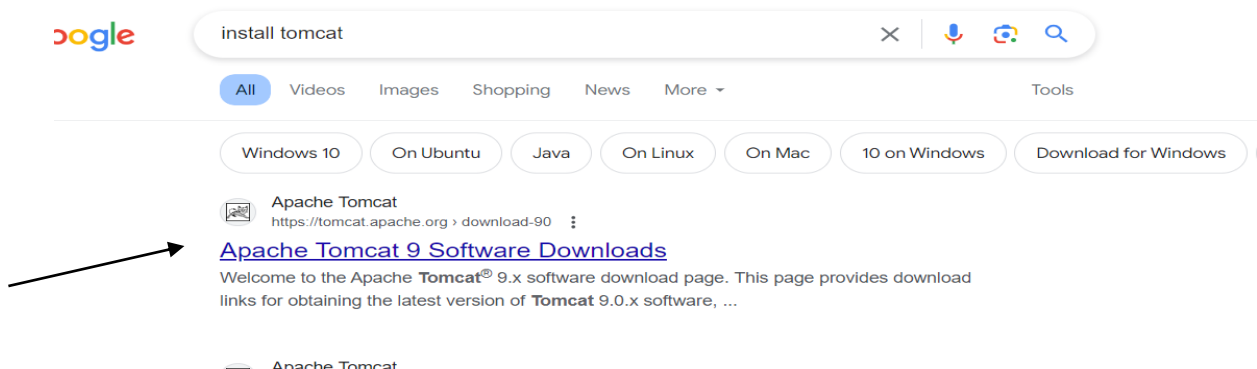 oogle
install tomcat
All Videos Images Shopping News More Tools
Windows 10 On Ubuntu Java On Linux On Mac 10 on Windows Download for Windows
Apache Tomcat
https://tomcat.apache.org › download-90
Apache Tomcat 9 Software Downloads
Welcome to the Apache Tomcat® 9.x software download page. This page provides download
links for obtaining the latest version of Tomcat 9.0.x software, ...
Apache Tomcat